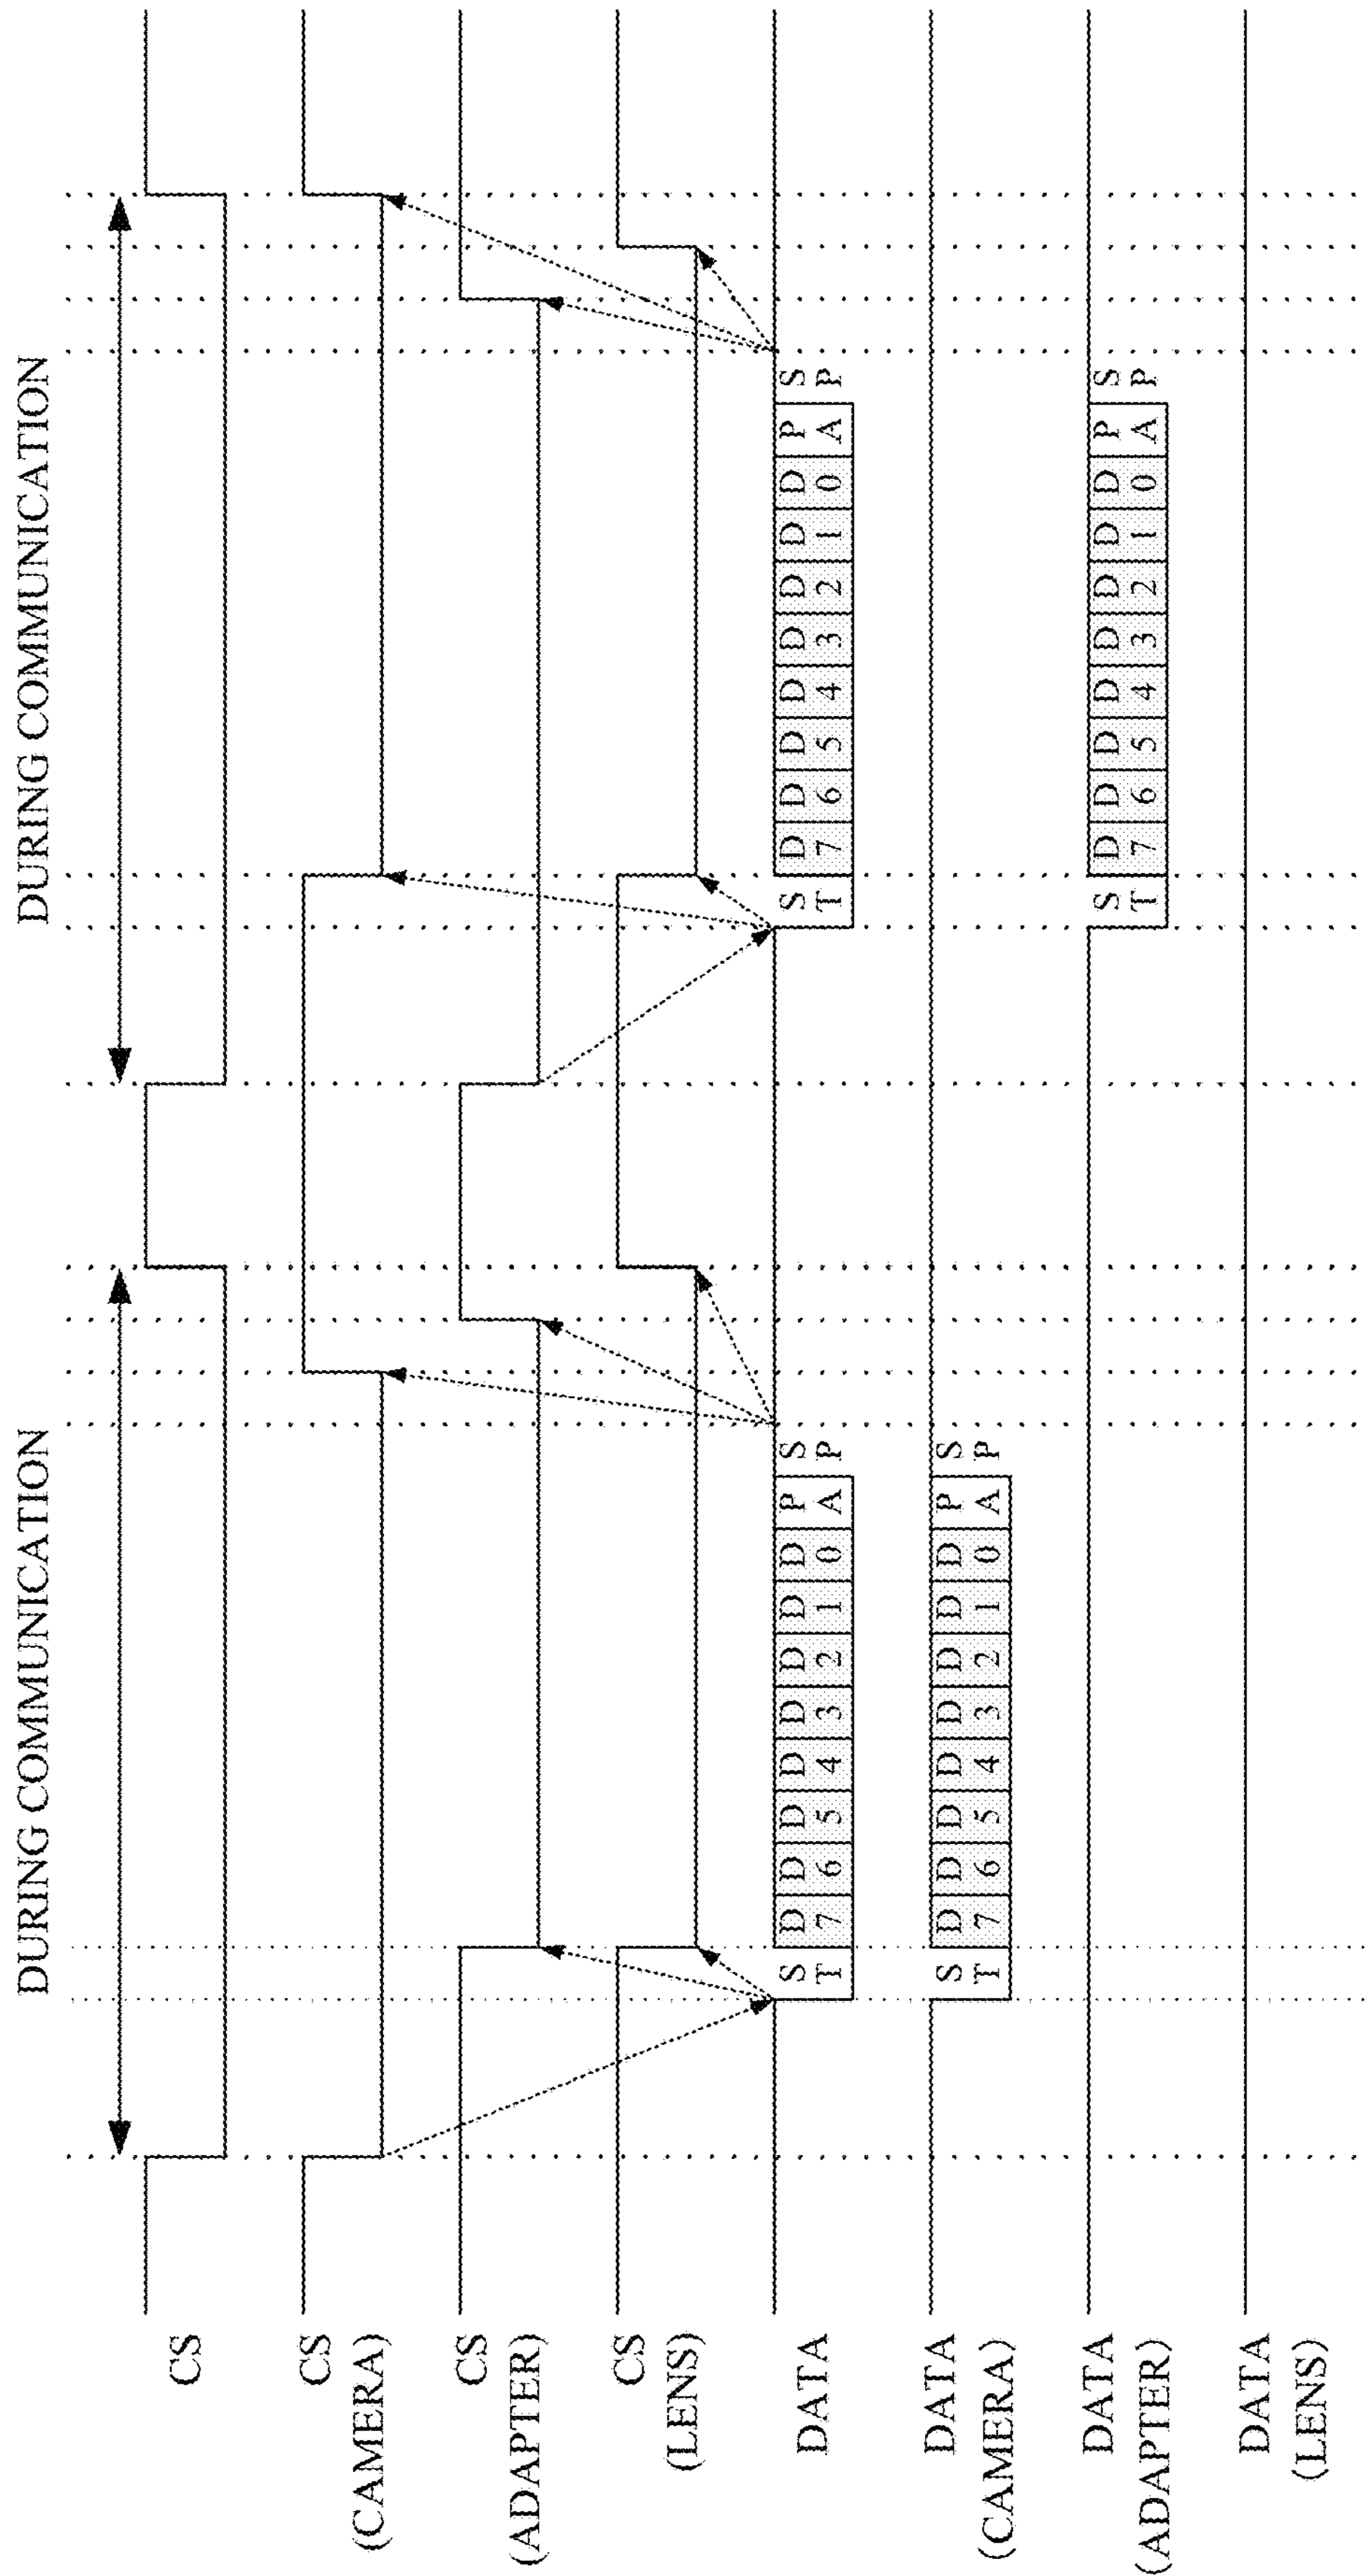 DURING COMMUNICATION DURING COMMUNICATION
CS
CS
(CAMERA)
CS
(ADAPTER)
CS
(LENS)
DATA
S D D D D D D D D P S S D D D D D D D D P S
T 7 6 5 4 3 2 1 0 A P T 7 6 5 4 3 2 1 0 A P
DATA
(CAMERA)
S D D D D D D D D P S
T 7 6 5 4 3 2 1 0 A P
DATA
(ADAPTER)
S D D D D D D D D P S
T 7 6 5 4 3 2 1 0 A P
DATA
(LENS)